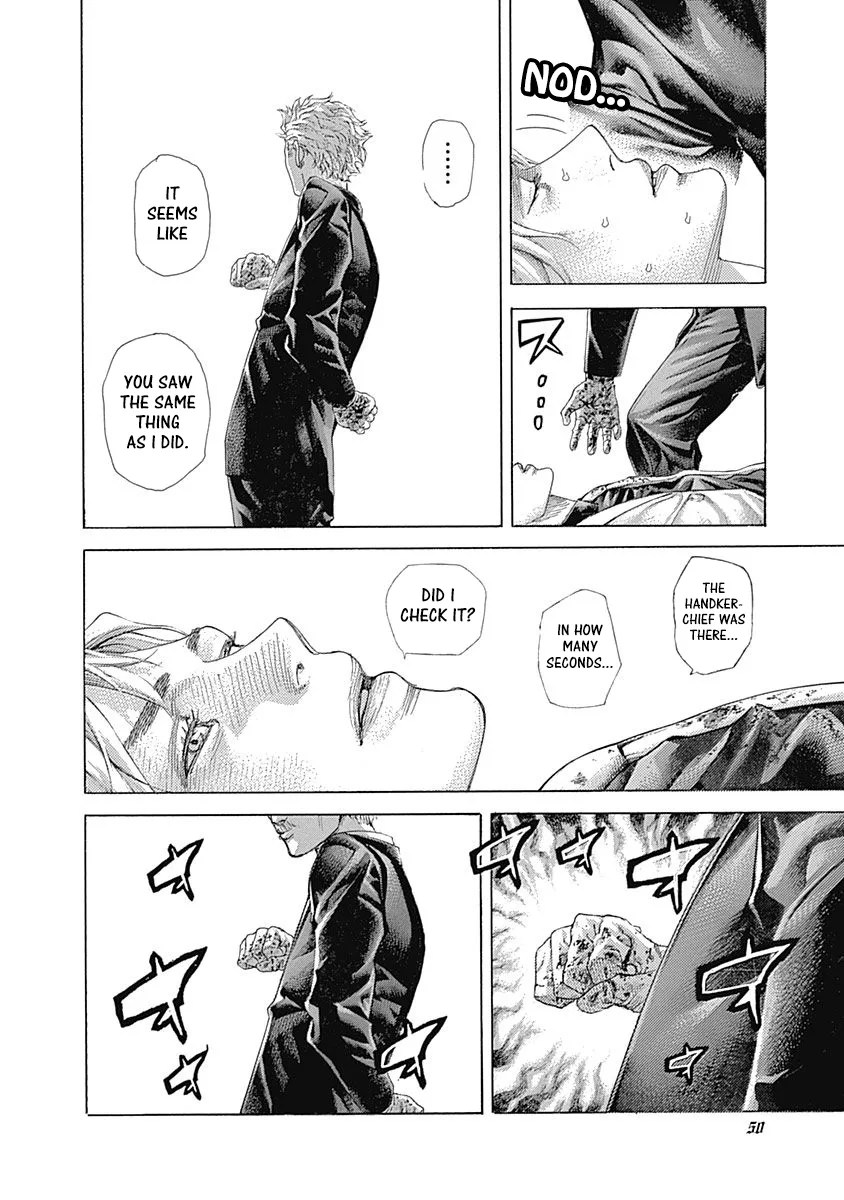 NOD...
......
IT
SEEMS
LIKE
YOU SAW
THE SAME
THING
AS I DID.
THE
HANDKER-
CHIEF WAS
THERE...
IN HOW
MANY
SECONDS...
DID I
CHECK IT?
50